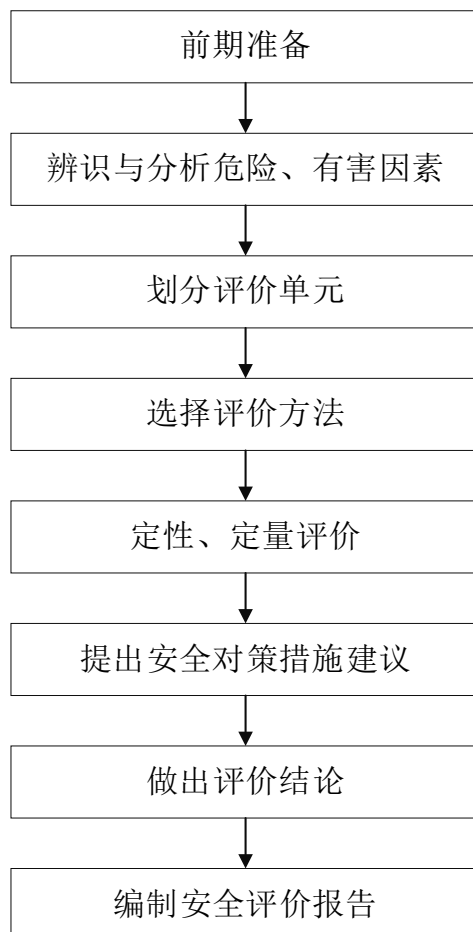 前期准备
辨识与分析危险、有害因素
划分评价单元
选择评价方法
定性、定量评价
提出安全对策措施建议
做出评价结论
编制安全评价报告